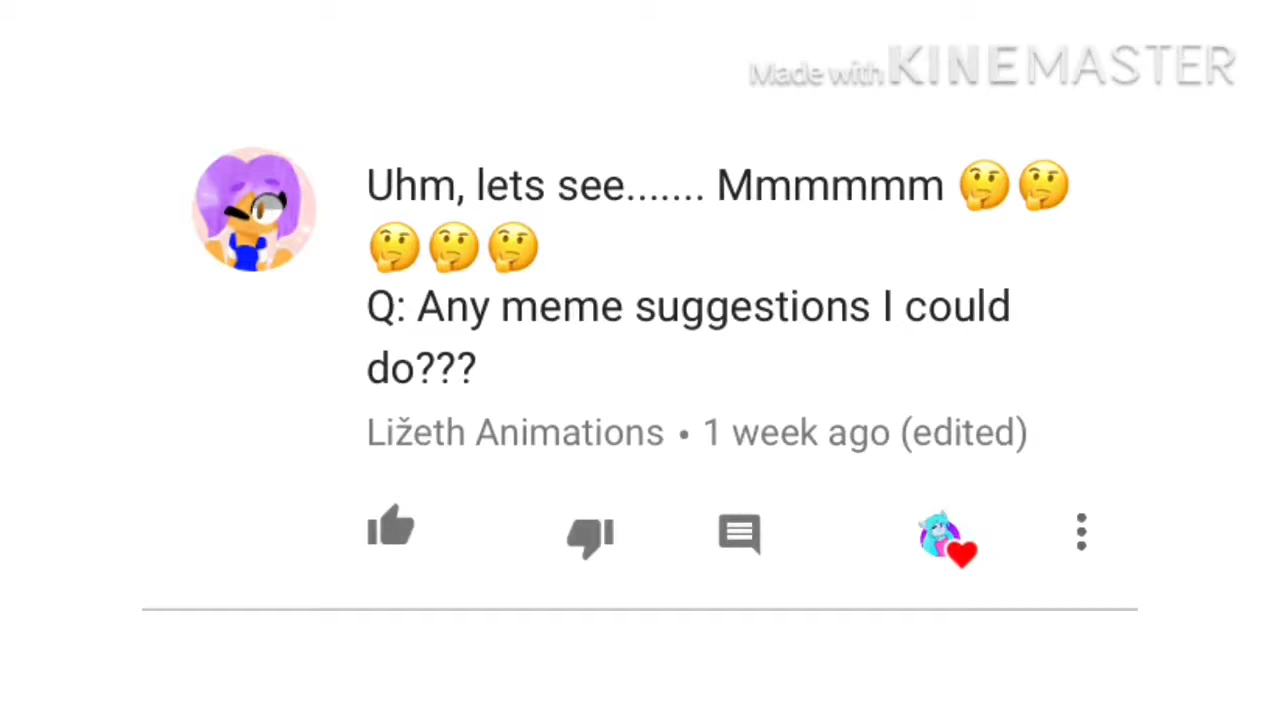 Made with KINEMASTER
Uhm, lets see....... Mmmmmm 🤔🤔
🤔🤔🤔
Q: Any meme suggestions I could
do???
Ližeth Animations • 1 week ago (edited)